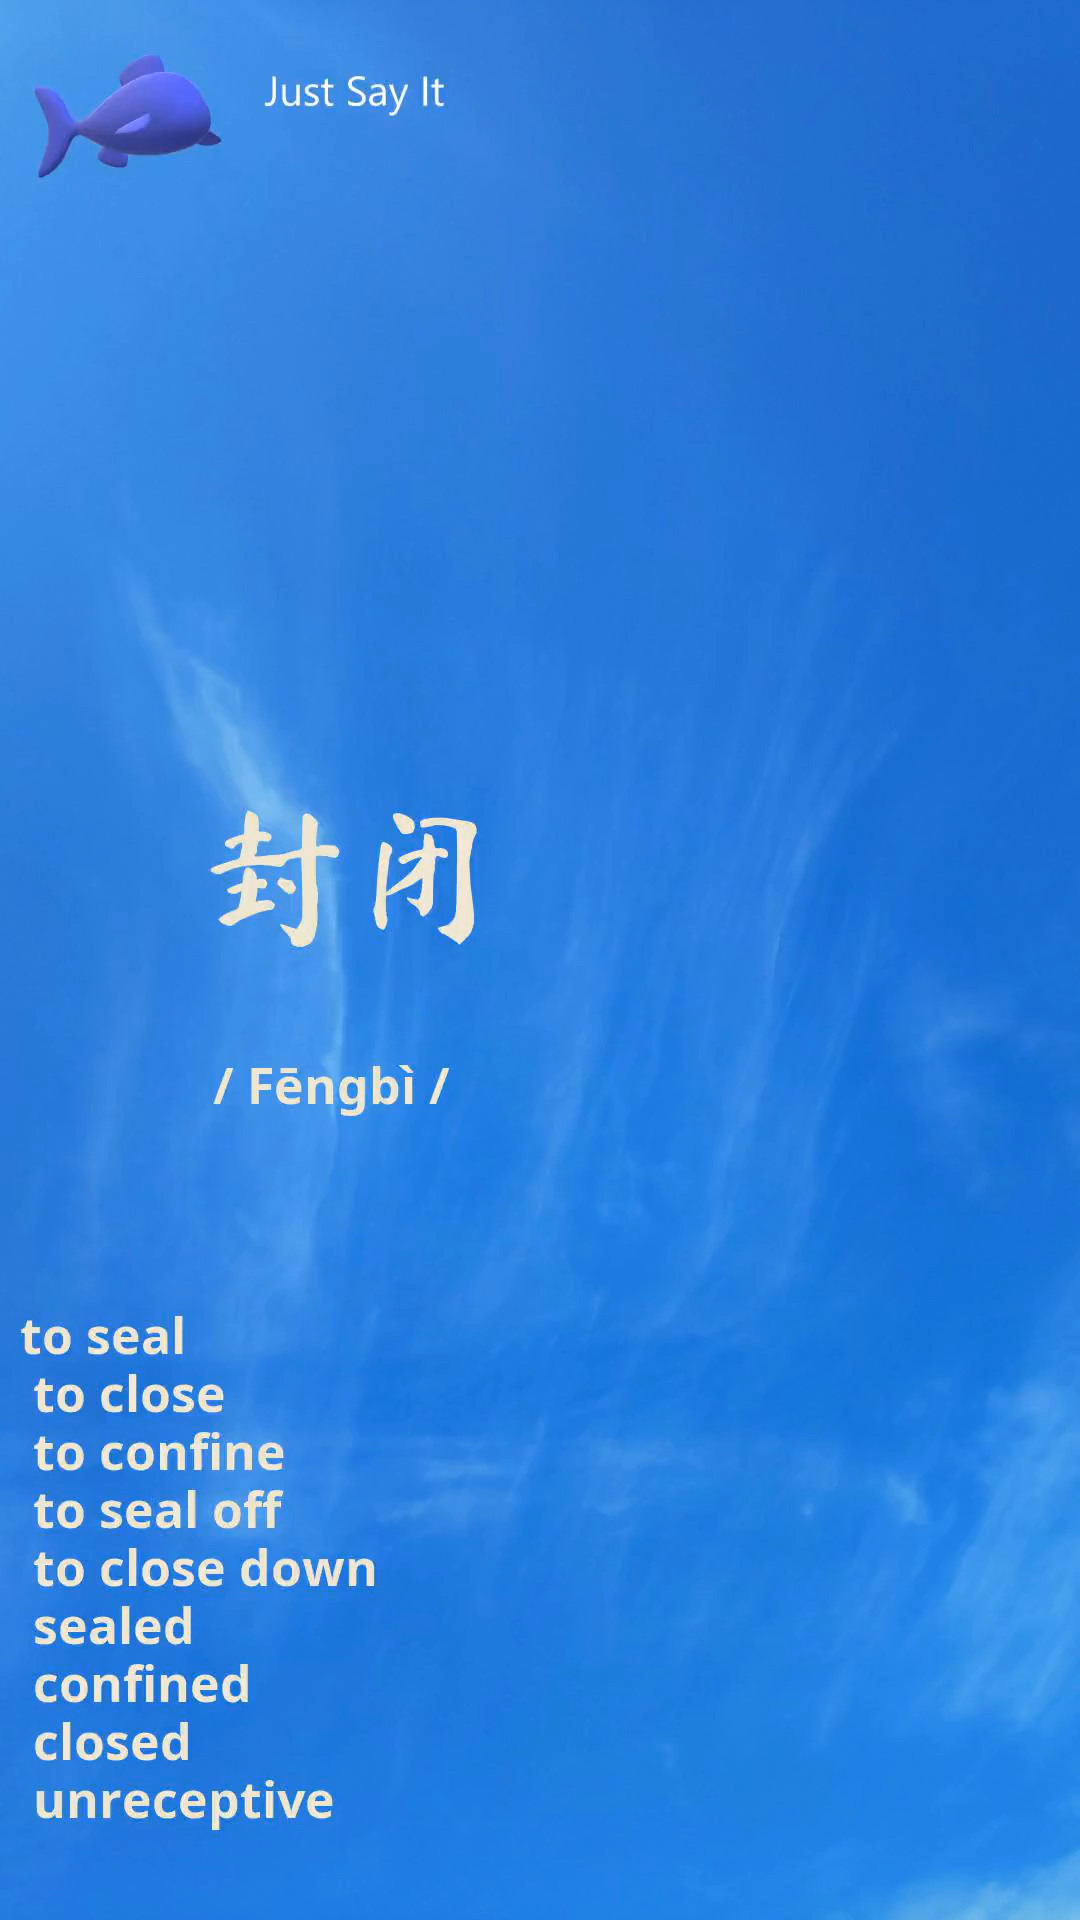 Just Say It
封闭
/ Fēngbì /
to seal
to close
to confine
to seal off
to close down
sealed
confined
closed
unreceptive